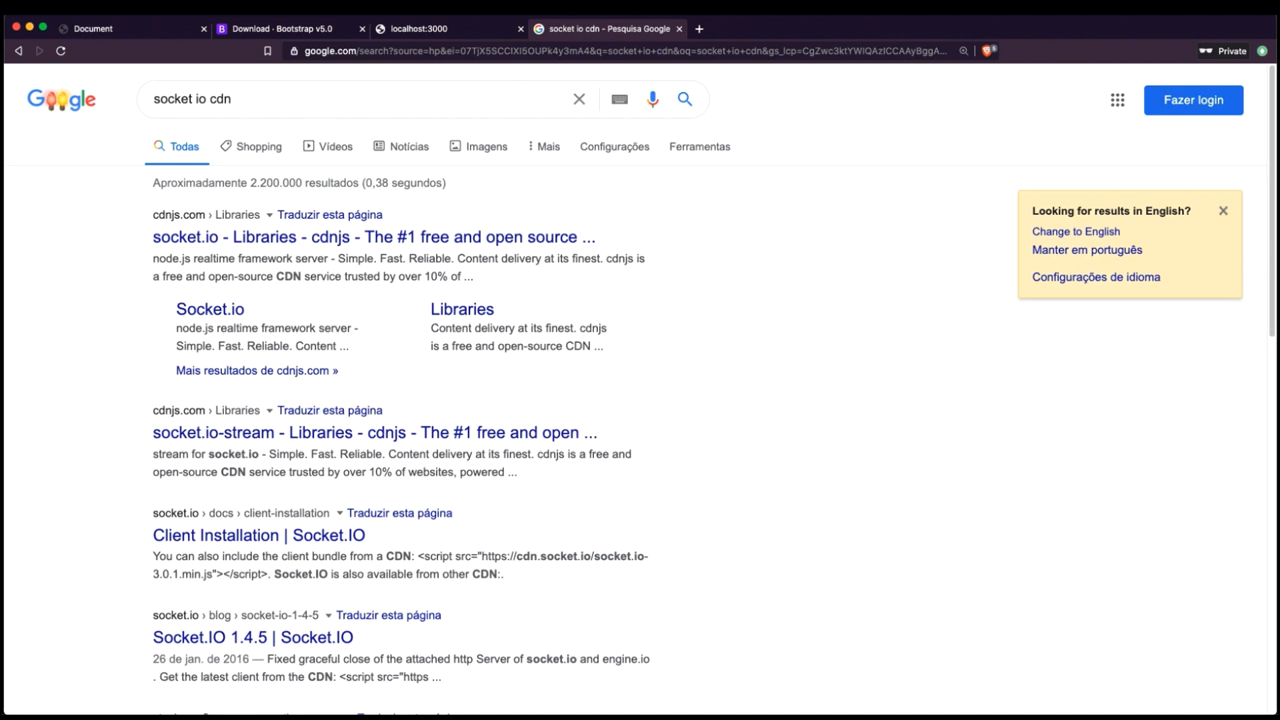 Document
Download · Bootstrap v5.0
localhost:3000
socket io cdn - Pesquisa Google
google.com/search?source=hp&ei=07TjX5SCCIXI5OUPk4y3mA4&q=socket+io+cdn&oq=socket+io+cdn&gs_lcp=CgZwc3ktYWIQAzICCAAyBggA...
Private
Google
socket io cdn
Fazer login
Todas
Shopping
Vídeos
Notícias
Imagens
Mais
Configurações
Ferramentas
Aproximadamente 2.200.000 resultados (0,38 segundos)
Looking for results in English?
Change to English
Manter em português
Configurações de idioma
cdnjs.com › Libraries Traduzir esta página
socket.io - Libraries - cdnjs - The #1 free and open source ...
node.js realtime framework server - Simple. Fast. Reliable. Content delivery at its finest. cdnjs is
a free and open-source CDN service trusted by over 10% of ...
Socket.io
node.js realtime framework server -
Simple. Fast. Reliable. Content ...
Libraries
Content delivery at its finest. cdnjs
is a free and open-source CDN ...
Mais resultados de cdnjs.com »
cdnjs.com › Libraries Traduzir esta página
socket.io-stream - Libraries - cdnjs - The #1 free and open ...
stream for socket.io - Simple. Fast. Reliable. Content delivery at its finest. cdnjs is a free and
open-source CDN service trusted by over 10% of websites, powered ...
socket.io › docs › client-installation Traduzir esta página
Client Installation | Socket.IO
You can also include the client bundle from a CDN: <script src="https://cdn.socket.io/socket.io-
3.0.1.min.js"></script>. Socket.IO is also available from other CDN:.
socket.io › blog › socket-io-1-4-5 Traduzir esta página
Socket.IO 1.4.5 | Socket.IO
26 de jan. de 2016 — Fixed graceful close of the attached http Server of socket.io and engine.io
. Get the latest client from the CDN: <script src="https ...